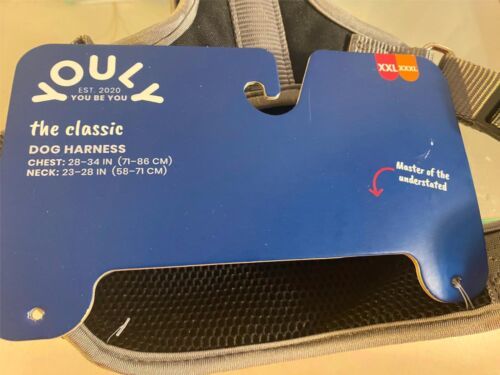 YOULY
EST. 2020
YOU BE YOU
XXL XXXL
the classic
DOG HARNESS
CHEST: 28-34 IN (71-86 CM)
NECK: 23-28 IN (58-71 CM)
Master of the
understated